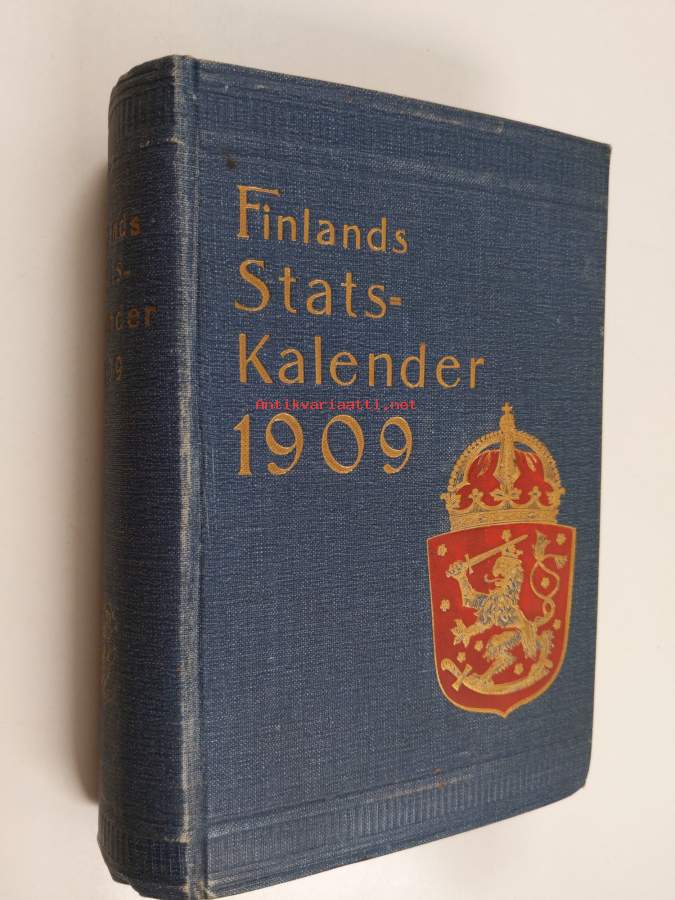 Finlands
Stats-
Kalender
Antikvariaatti.net
1909